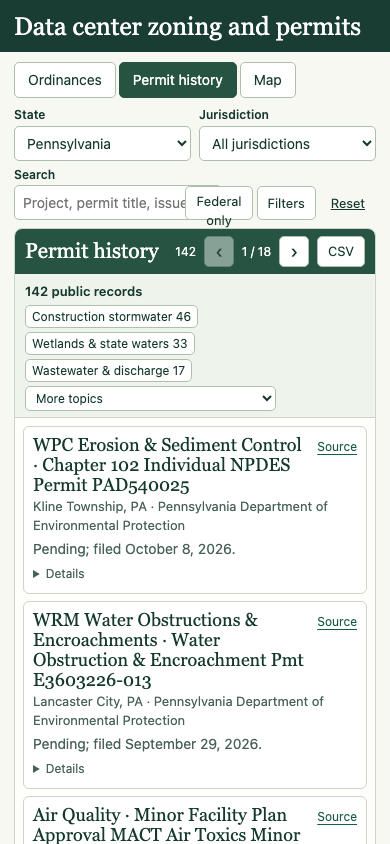 Data center zoning and permits
Ordinances
Permit history
Map
State
Jurisdiction
Pennsylvania
All jurisdictions
Search
Project, permit title, issue
Federal only
Filters
Reset
Permit history
142
‹
1 / 18
›
CSV
142 public records
Construction stormwater 46
Wetlands & state waters 33
Wastewater & discharge 17
More topics
WPC Erosion & Sediment Control
· Chapter 102 Individual NPDES
Permit PAD540025
Source
Kline Township, PA · Pennsylvania Department of
Environmental Protection
Pending; filed October 8, 2026.
Details
WRM Water Obstructions &
Encroachments · Water
Obstruction & Encroachment Pmt
E3603226-013
Source
Lancaster City, PA · Pennsylvania Department of
Environmental Protection
Pending; filed September 29, 2026.
Details
Air Quality · Minor Facility Plan
Approval MACT Air Toxics Minor
Source